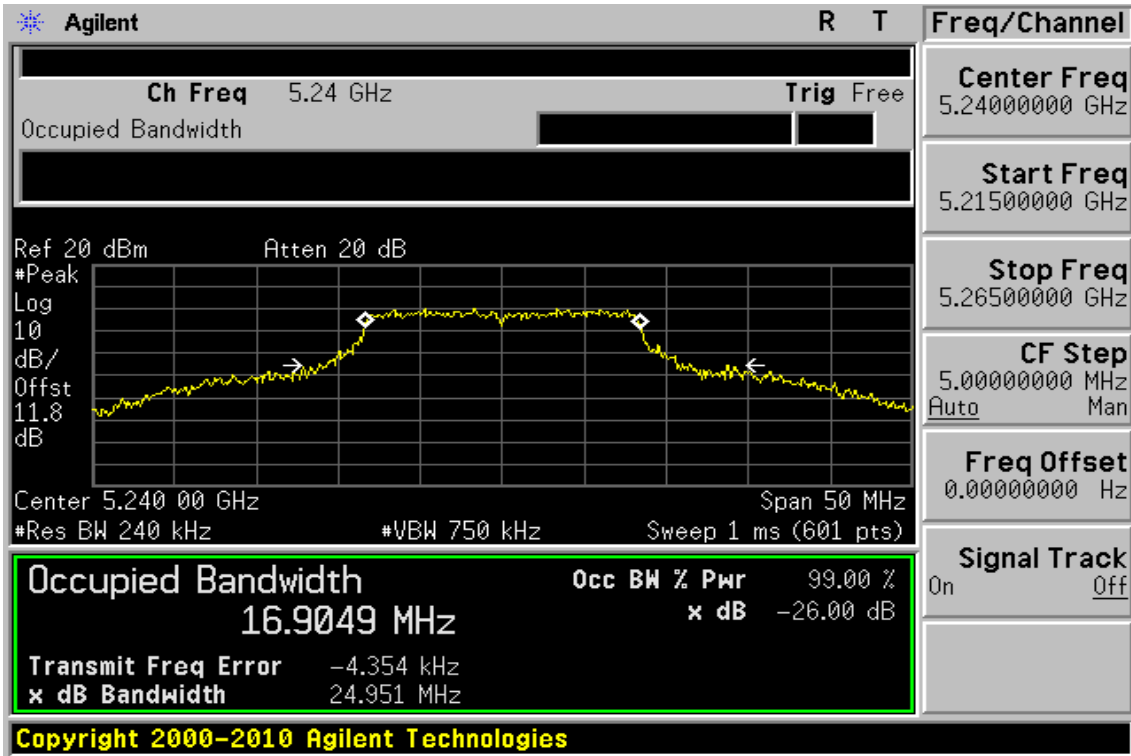 Agilent R T
Ch Freq 5.24 GHz Trig Free
Occupied Bandwidth
Ref 20 dBm Atten 20 dB
#Peak
Log
10
dB/
Offst
11.8
dB
Center 5.240 00 GHz Span 50 MHz
#Res BW 240 kHz #VBW 750 kHz Sweep 1 ms (601 pts)
Occupied Bandwidth
16.9049 MHz
Occ BW % Pwr 99.00 %
x dB -26.00 dB
Transmit Freq Error -4.354 kHz
x dB Bandwidth 24.951 MHz
Copyright 2000-2010 Agilent Technologies
Freq/Channel
Center Freq
5.24000000 GHz
Start Freq
5.21500000 GHz
Stop Freq
5.26500000 GHz
CF Step
5.00000000 MHz
Auto Man
Freq Offset
0.00000000 Hz
Signal Track
On Off